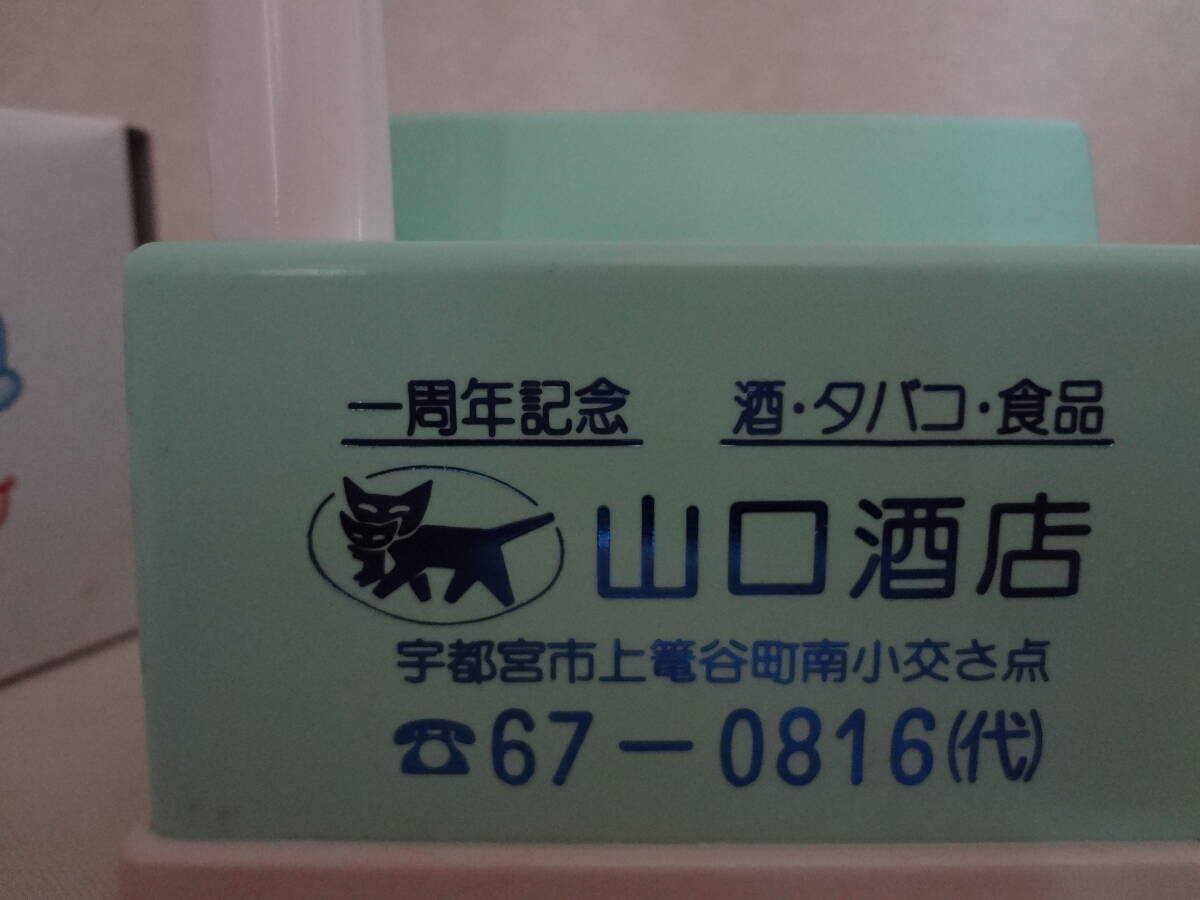 一周年記念 酒・タバコ・食品
山口酒店
宇都宮市上篭谷町南小交さ点
☎67-0816(代)